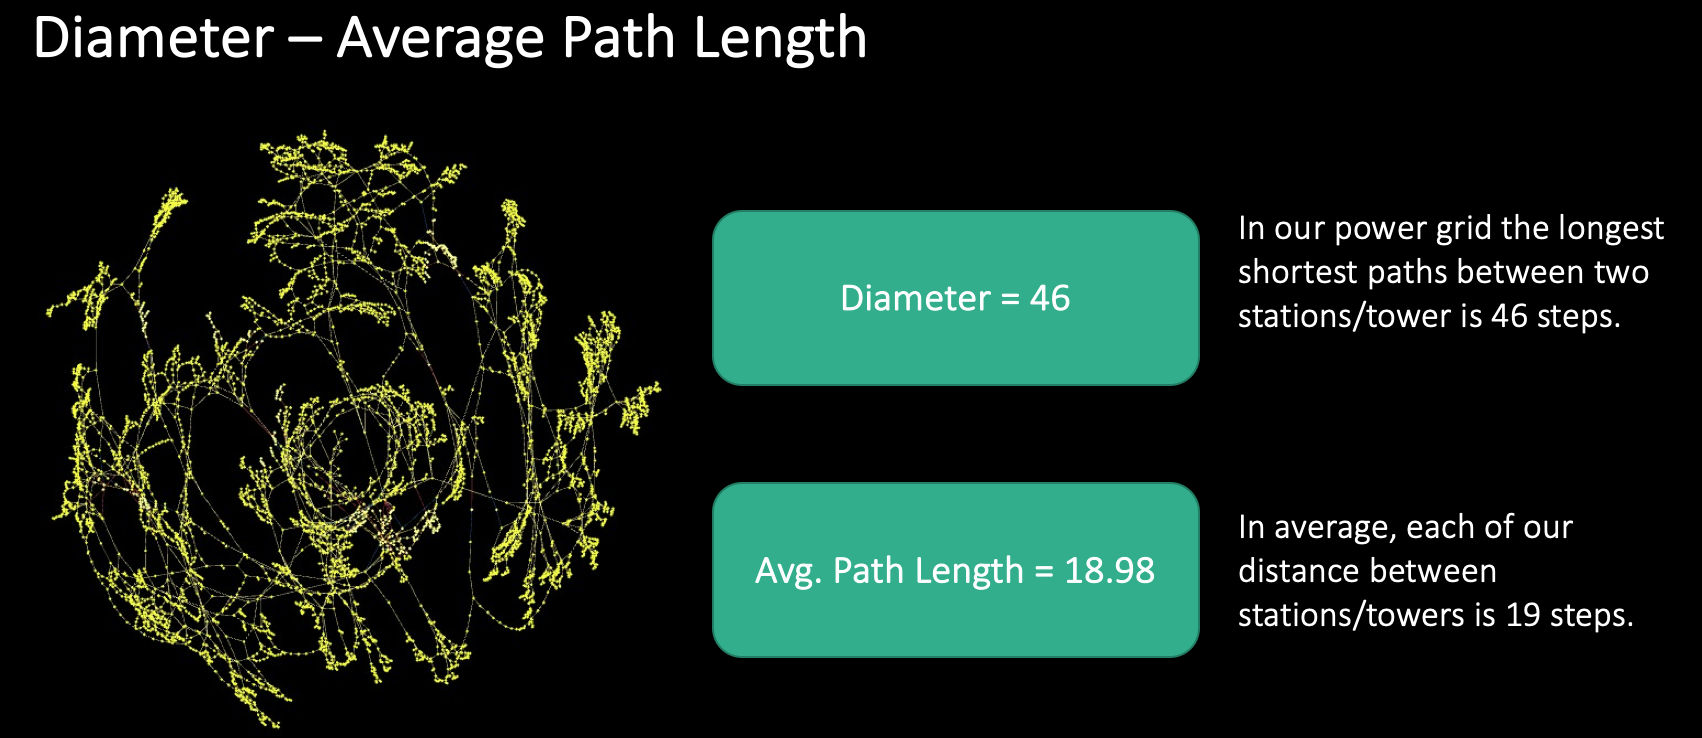 Diameter – Average Path Length
Diameter = 46
In our power grid the longest
shortest paths between two
stations/tower is 46 steps.
Avg. Path Length = 18.98
In average, each of our
distance between
stations/towers is 19 steps.